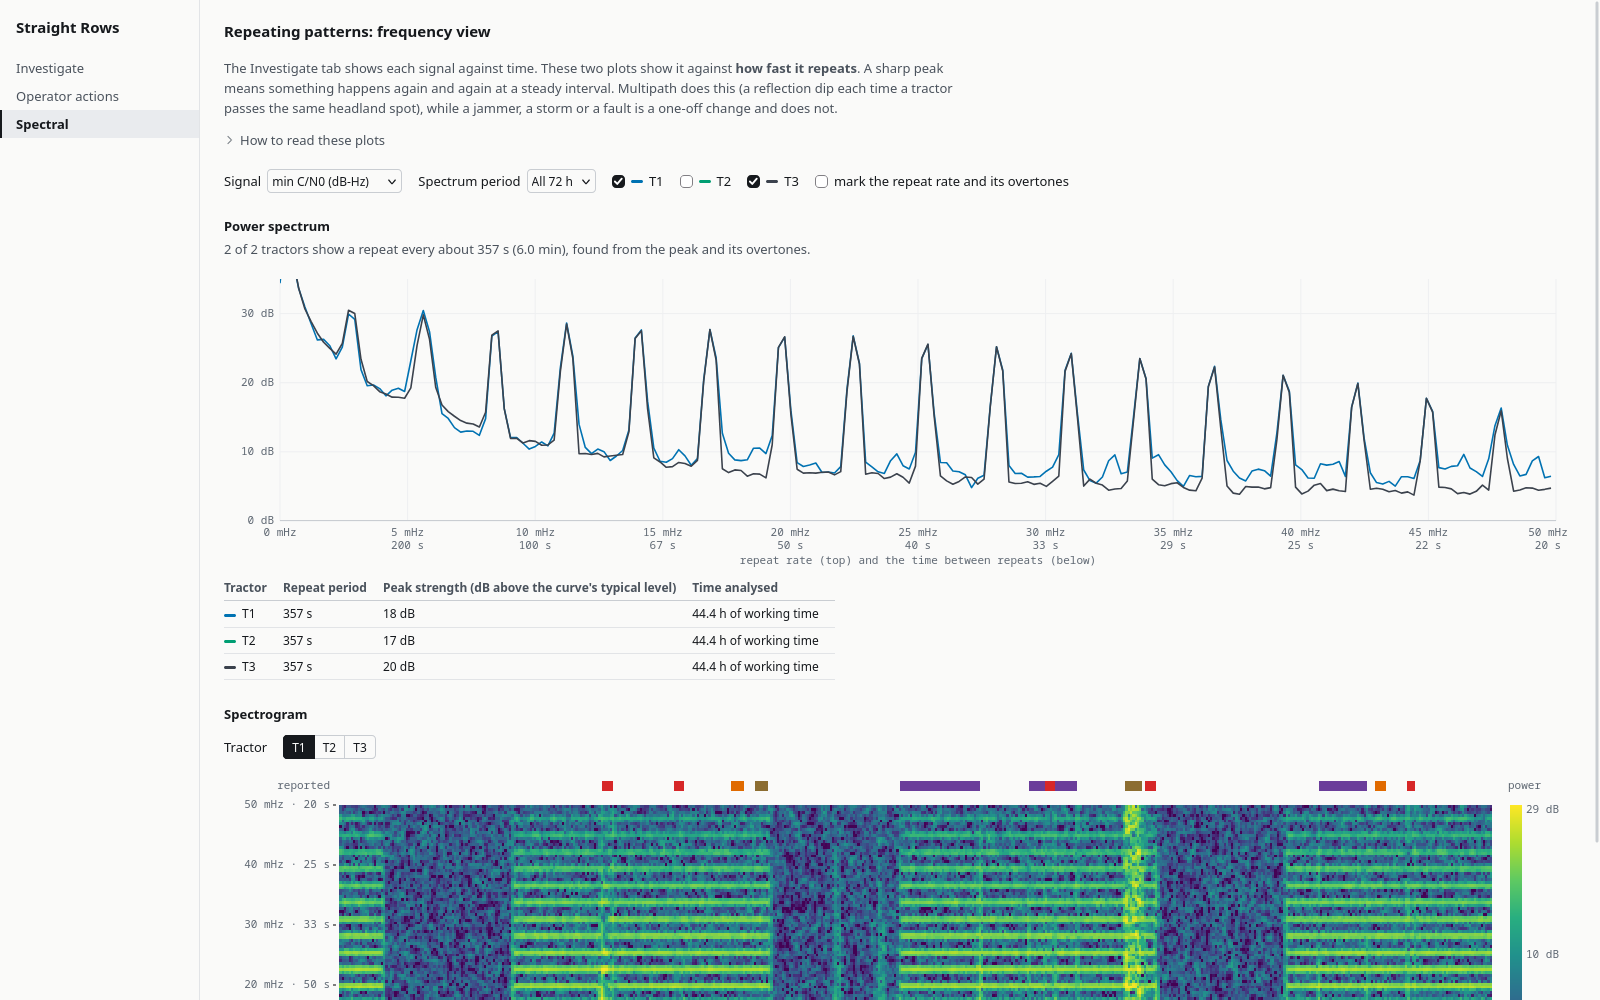 Straight Rows
Investigate
Operator actions
Spectral
Repeating patterns: frequency view
The Investigate tab shows each signal against time. These two plots show it against how fast it repeats. A sharp peak
means something happens again and again at a steady interval. Multipath does this (a reflection dip each time a tractor
passes the same headland spot), while a jammer, a storm or a fault is a one-off change and does not.
How to read these plots
Signal min C/N0 (dB-Hz) Spectrum period All 72 h T1 T2 T3 mark the repeat rate and its overtones
Power spectrum
2 of 2 tractors show a repeat every about 357 s (6.0 min), found from the peak and its overtones.
30 dB
20 dB
10 dB
0 dB
0 mHz 5 mHz 10 mHz 15 mHz 20 mHz 25 mHz 30 mHz 35 mHz 40 mHz 45 mHz 50 mHz
200 s 100 s 67 s 50 s 40 s 33 s 29 s 25 s 22 s 20 s
repeat rate (top) and the time between repeats (below)
Tractor Repeat period Peak strength (dB above the curve's typical level) Time analysed
T1 357 s 18 dB 44.4 h of working time
T2 357 s 17 dB 44.4 h of working time
T3 357 s 20 dB 44.4 h of working time
Spectrogram
Tractor T1 T2 T3
reported power
50 mHz · 20 s
29 dB
40 mHz · 25 s
30 mHz · 33 s
10 dB
20 mHz · 50 s